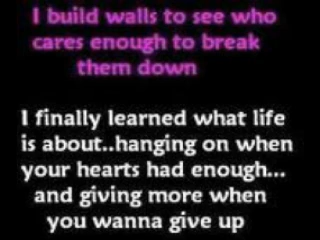 I build walls to see who
cares enough to break
them down
I finally learned what life
is about..hanging on when
your hearts had enough...
and giving more when
you wanna give up